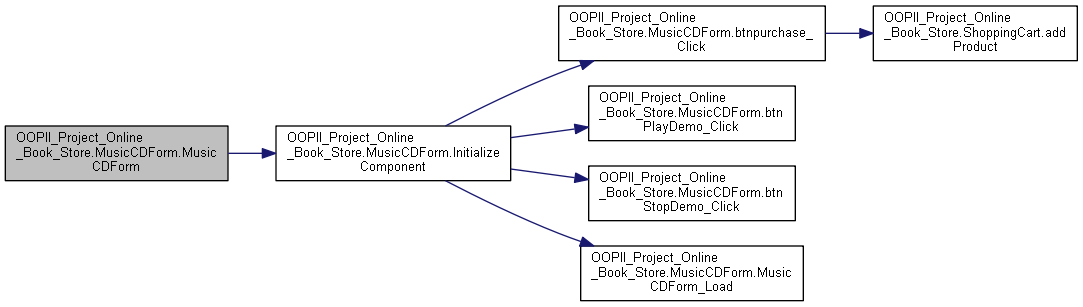 OOPII_Project_Online
_Book_Store.MusicCDForm.Music
CDForm
OOPII_Project_Online
_Book_Store.MusicCDForm.Initialize
Component
OOPII_Project_Online
_Book_Store.MusicCDForm.btnpurchase_
Click
OOPII_Project_Online
_Book_Store.ShoppingCart.add
Product
OOPII_Project_Online
_Book_Store.MusicCDForm.btn
PlayDemo_Click
OOPII_Project_Online
_Book_Store.MusicCDForm.btn
StopDemo_Click
OOPII_Project_Online
_Book_Store.MusicCDForm.Music
CDForm_Load